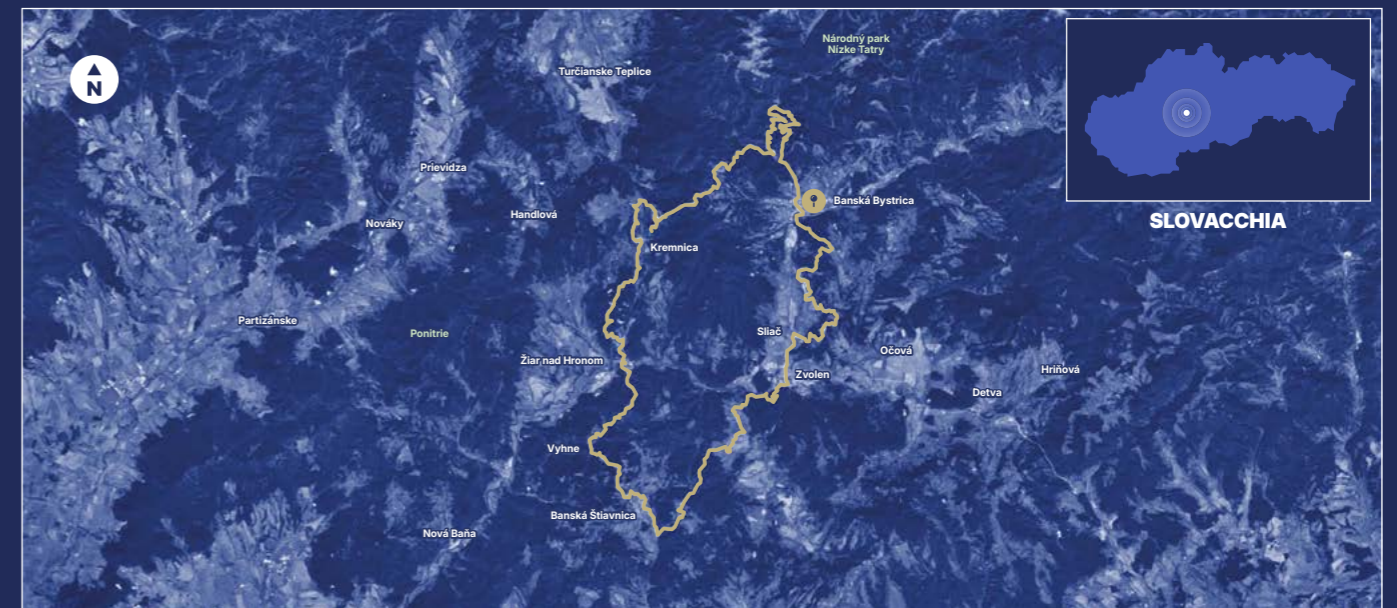 Národný park
Nízke Tatry
N
Turčianske Teplice
Prievidza
Banská Bystrica
Handlová
Nováky
SLOVACCHIA
Kremnica
Partizánske
Ponitrie
Sliač
Očová
Žiar nad Hronom
Hriňová
Zvolen
Detva
Vyhne
Banská Štiavnica
Nová Baňa